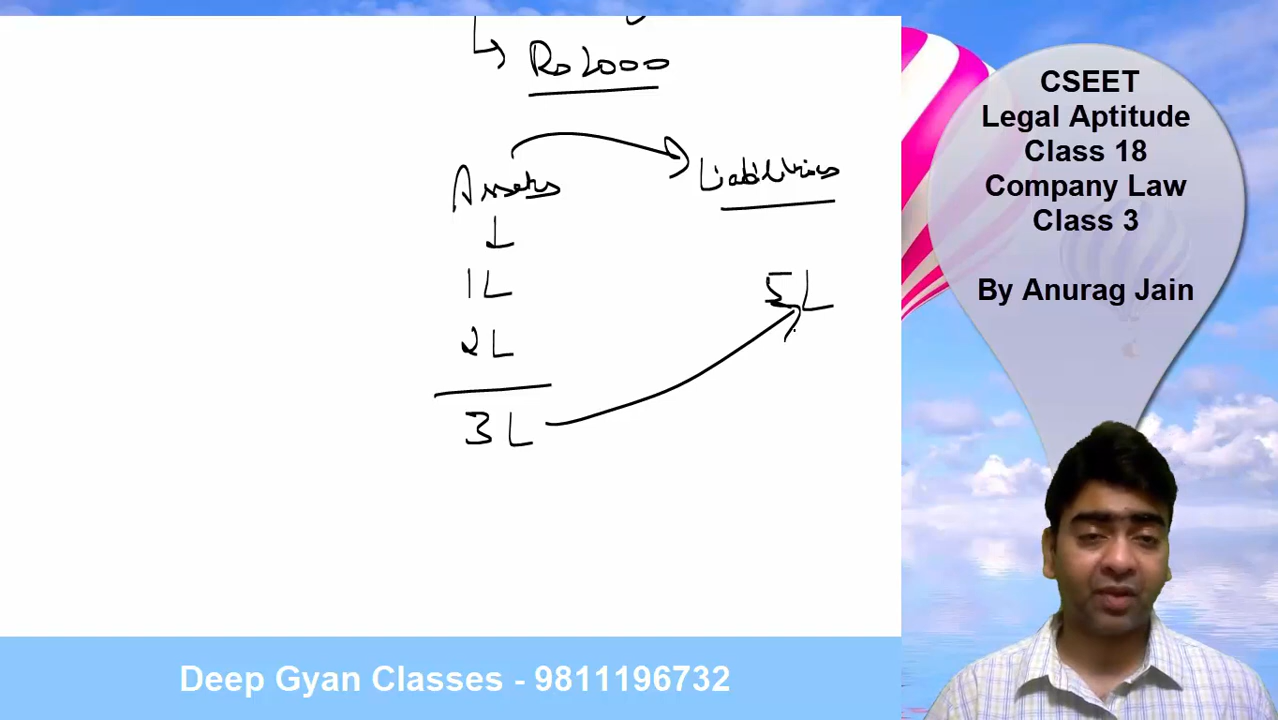 Rs 2000
Assets
Liabilities
1L
5L
2L
3L
CSEET
Legal Aptitude
Class 18
Company Law
Class 3
By Anurag Jain
Deep Gyan Classes - 9811196732